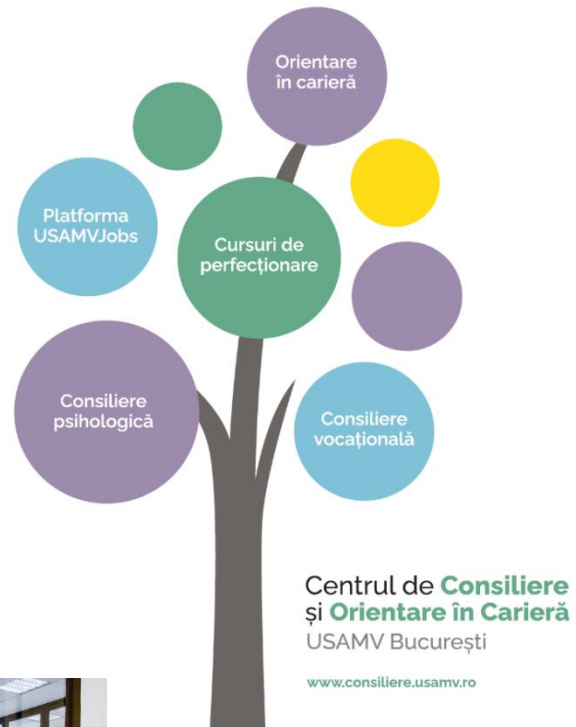 Orientare
în carieră
Platforma
USAMVJobs
Cursuri de
perfecționare
Consiliere
psihologică
Consiliere
vocațională
Centrul de Consiliere
și Orientare în Carieră
USAMV București
www.consiliere.usamv.ro